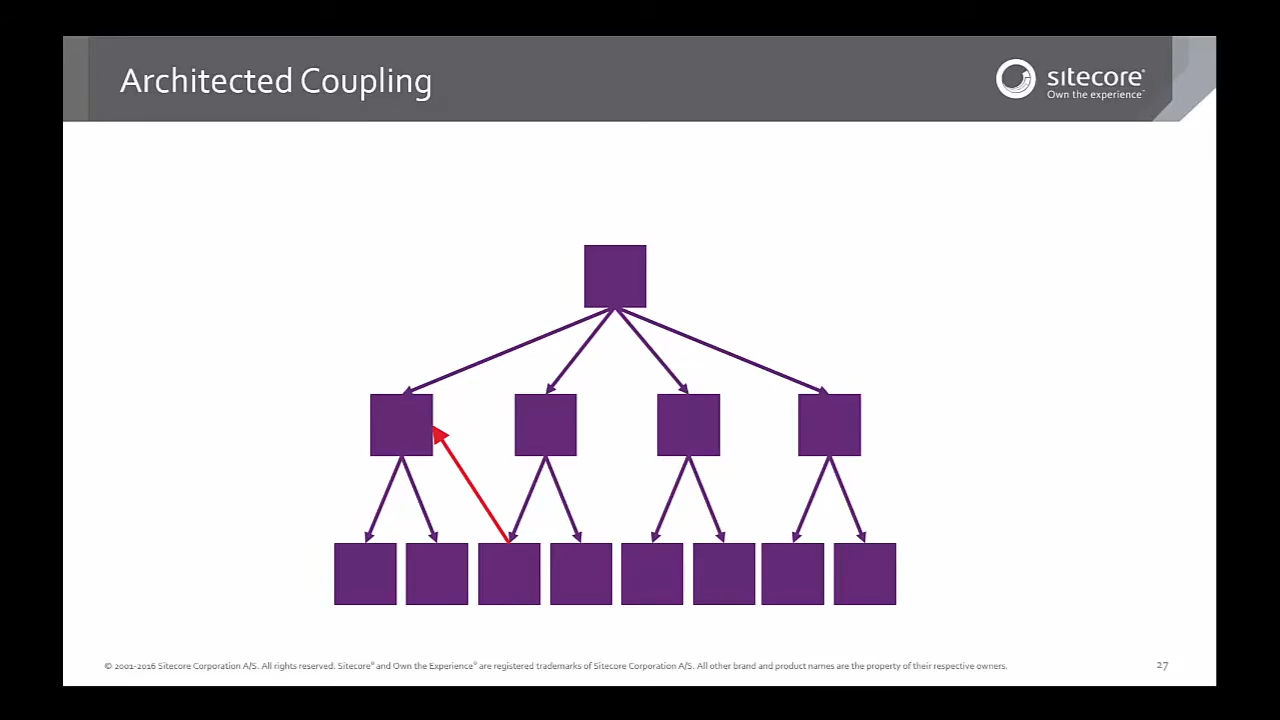 Architected Coupling
sitecore®
Own the experience™
© 2001-2016 Sitecore Corporation A/S. All rights reserved. Sitecore® and Own the Experience® are registered trademarks of Sitecore Corporation A/S. All other brand and product names are the property of their respective owners.
27